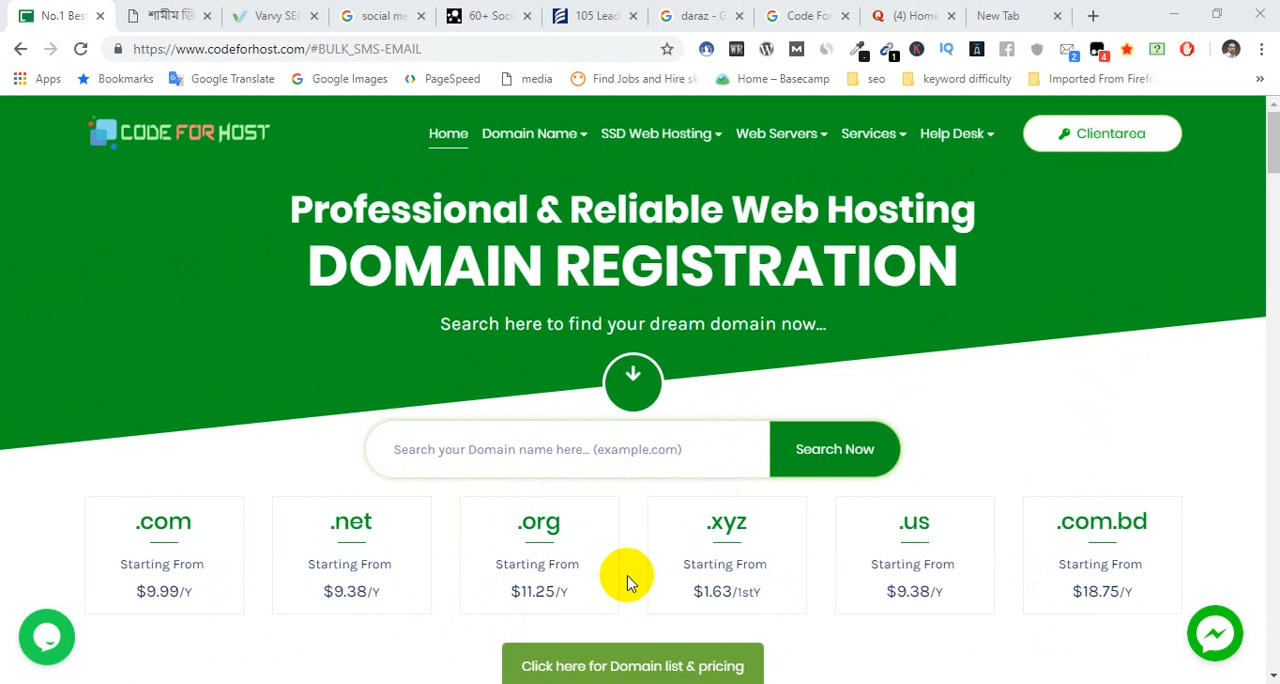 No.1 Bes
শামীম ডি
Varvy SE
social me
60+ Soc
105 Lead
daraz - G
Code For
(4) Home
New Tab
https://www.codeforhost.com/#BULK_SMS-EMAIL
Apps
Bookmarks
Google Translate
Google Images
PageSpeed
media
Find Jobs and Hire sk
Home – Basecamp
seo
keyword difficulty
Imported From Firef
»
CODE FOR HOST
Home
Domain Name
SSD Web Hosting
Web Servers
Services
Help Desk
Clientarea
Professional & Reliable Web Hosting
DOMAIN REGISTRATION
Search here to find your dream domain now...
Search your Domain name here... (example.com)
Search Now
.com
Starting From
$9.99/Y
.net
Starting From
$9.38/Y
.org
Starting From
$11.25/Y
.xyz
Starting From
$1.63/1stY
.us
Starting From
$9.38/Y
.com.bd
Starting From
$18.75/Y
Click here for Domain list & pricing